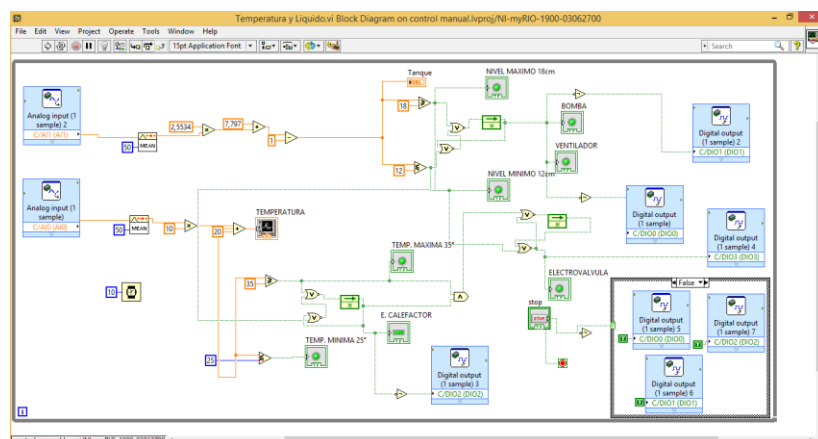 Temperatura y Liquido.vi Block Diagram on control manual.lvproj/NI-myRIO-1900-03062700
File Edit View Project Operate Tools Window Help
15pt Application Font
Search
Analog input (1 sample) 2
C/AI1 (AI1)
50
MEAN
2,5534
7,797
1
Tanque
18
12
NIVEL MAXIMO 18cm
BOMBA
VENTILADOR
NIVEL MINIMO 12cm
Digital output (1 sample) 2
C/DIO1 (DIO1)
Analog input (1 sample)
C/AI0 (AI0)
50
MEAN
10
20
TEMPERATURA
Digital output (1 sample)
C/DIO0 (DIO0)
Digital output (1 sample) 4
C/DIO3 (DIO3)
TEMP. MAXIMA 35°
ELECTROVALVULA
10
35
25
E. CALEFACTOR
TEMP. MINIMA 25°
Digital output (1 sample) 3
C/DIO2 (DIO2)
stop
STOP
False
Digital output (1 sample) 5
C/DIO0 (DIO0)
Digital output (1 sample) 7
C/DIO2 (DIO2)
Digital output (1 sample) 6
C/DIO1 (DIO1)
i